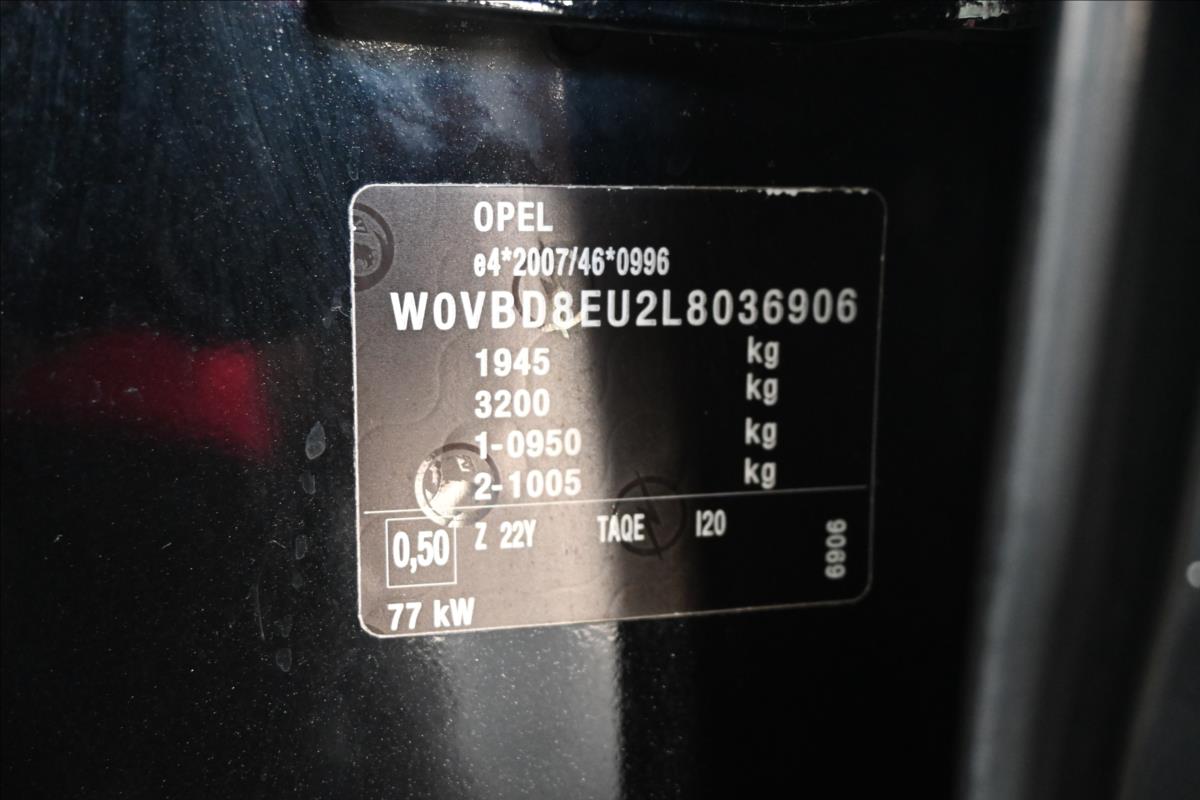 OPEL
e4*2007/46*0996
W0VBD8EU2L8036906
1945 kg
3200 kg
1-0950 kg
2-1005 kg
0,50 Z 22Y TAQE I20
6906
77 kW